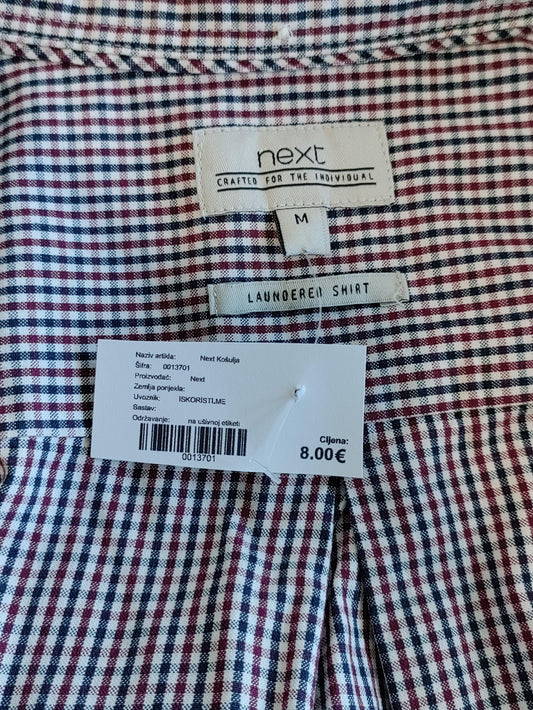 next
CRAFTED FOR THE INDIVIDUAL
M
LAUNDERED SHIRT
Naziv artikla: Next Košulja
Šifra: 0013701
Proizvođač: Next
Zemlja porijekla:
Uvoznik: ISKORISTI.ME
Sastav:
Održavanje: na ušivnoj etiketi
0013701
Cijena:
8.00€